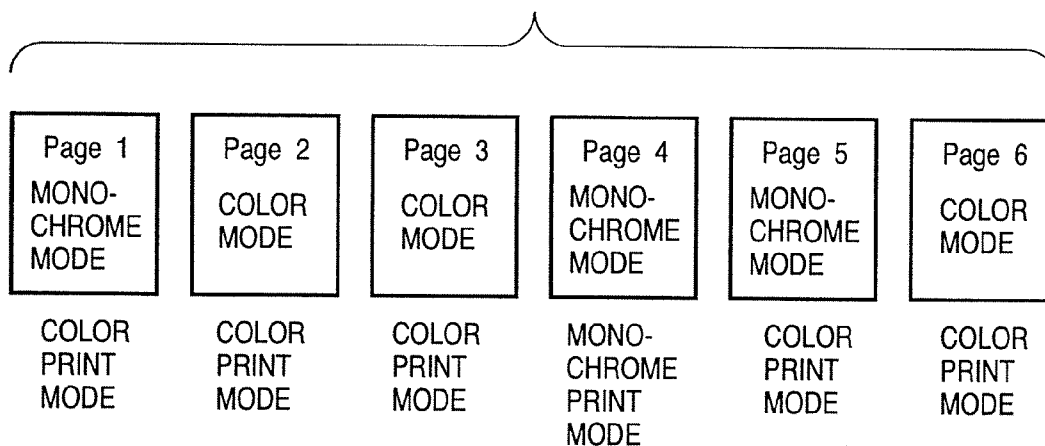 Page 1
MONO-
CHROME
MODE
Page 2
COLOR
MODE
Page 3
COLOR
MODE
Page 4
MONO-
CHROME
MODE
Page 5
MONO-
CHROME
MODE
Page 6
COLOR
MODE
COLOR
PRINT
MODE
COLOR
PRINT
MODE
COLOR
PRINT
MODE
MONO-
CHROME
PRINT
MODE
COLOR
PRINT
MODE
COLOR
PRINT
MODE